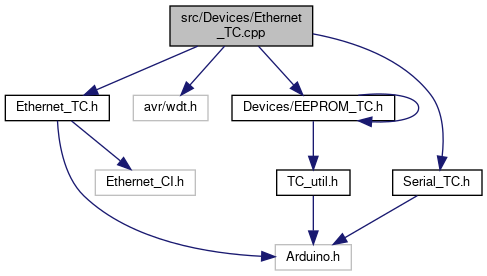 src/Devices/Ethernet
_TC.cpp
Ethernet_TC.h
avr/wdt.h
Devices/EEPROM_TC.h
Ethernet_CI.h
TC_util.h
Serial_TC.h
Arduino.h